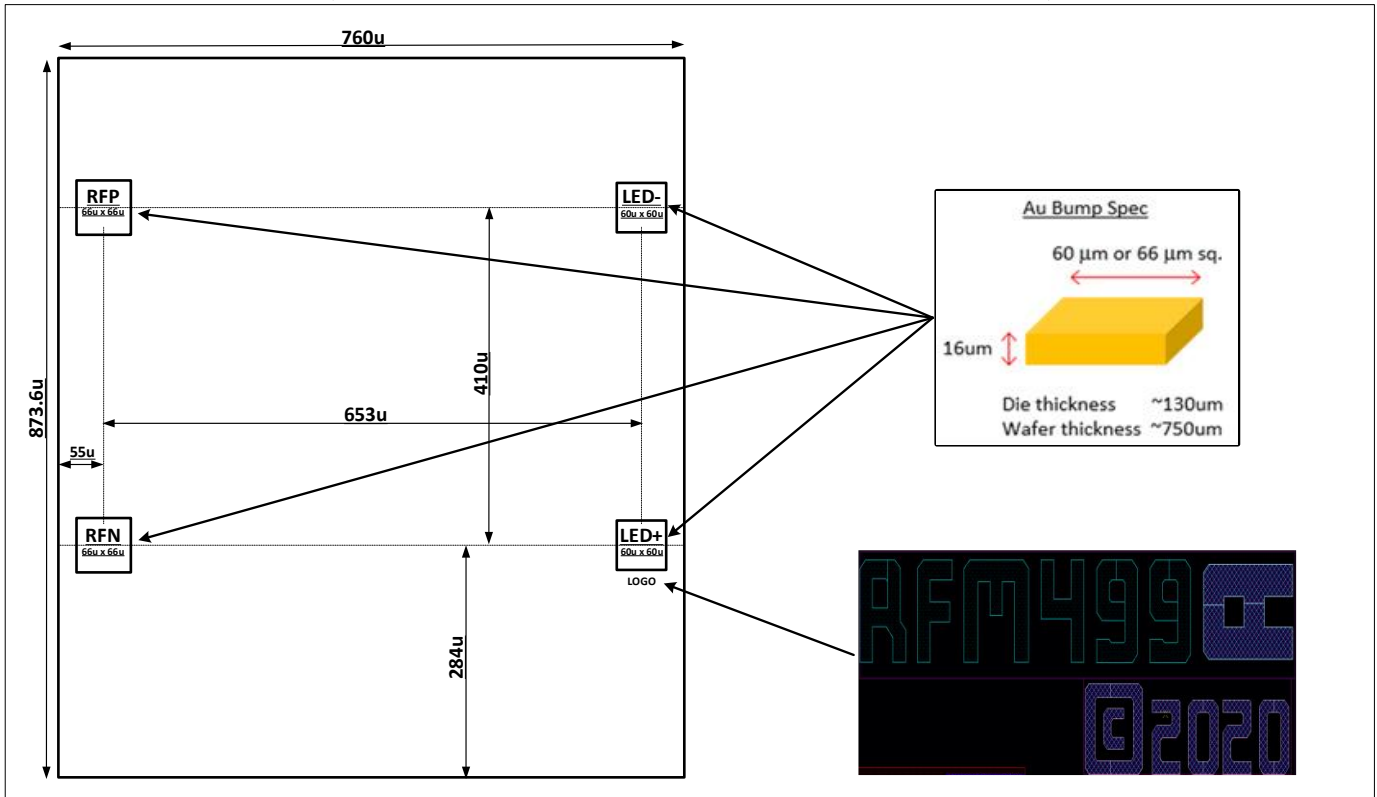 760u
RFP
66u x 66u
LED-
60u x 60u
873.6u
410u
653u
55u
RFN
66u x 66u
LED+
60u x 60u
LOGO
284u
Au Bump Spec
60 µm or 66 µm sq.
16um
Die thickness ~130um
Wafer thickness ~750um
RFM499
© 2020